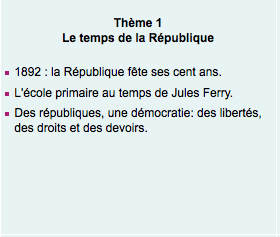 Thème 1
Le temps de la République
1892 : la République fête ses cent ans.
L'école primaire au temps de Jules Ferry.
Des républiques, une démocratie: des libertés,
des droits et des devoirs.